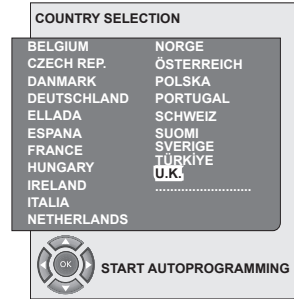 COUNTRY SELECTION
BELGIUM
CZECH REP.
DANMARK
DEUTSCHLAND
ELLADA
ESPANA
FRANCE
HUNGARY
IRELAND
ITALIA
NETHERLANDS
NORGE
ÖSTERREICH
POLSKA
PORTUGAL
SCHWEIZ
SUOMI
SVERIGE
TÜRKİYE
U.K.
...........................
OK
START AUTOPROGRAMMING